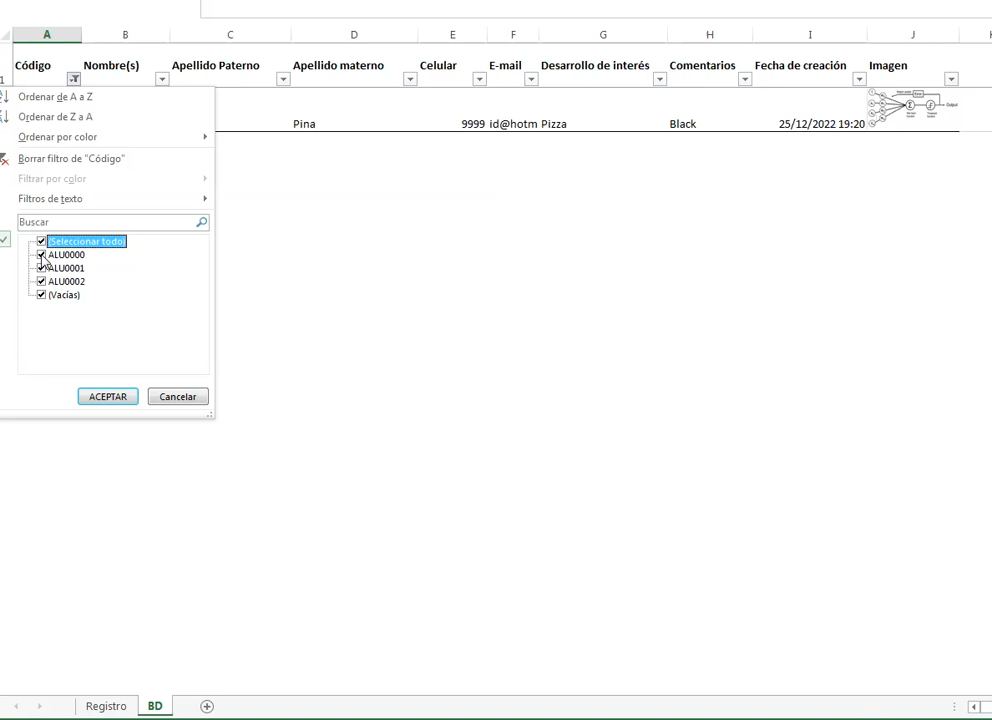 A B C D E F G H I J
Código Nombre(s) Apellido Paterno Apellido materno Celular E-mail Desarrollo de interés Comentarios Fecha de creación Imagen
1
Pina 9999 id@hotm Pizza Black 25/12/2022 19:20
Output
Ordenar de A a Z
Ordenar de Z a A
Ordenar por color
Borrar filtro de "Código"
Filtrar por color
Filtros de texto
Buscar
(Seleccionar todo)
ALU0000
ALU0001
ALU0002
(Vacías)
ACEPTAR Cancelar
Registro BD